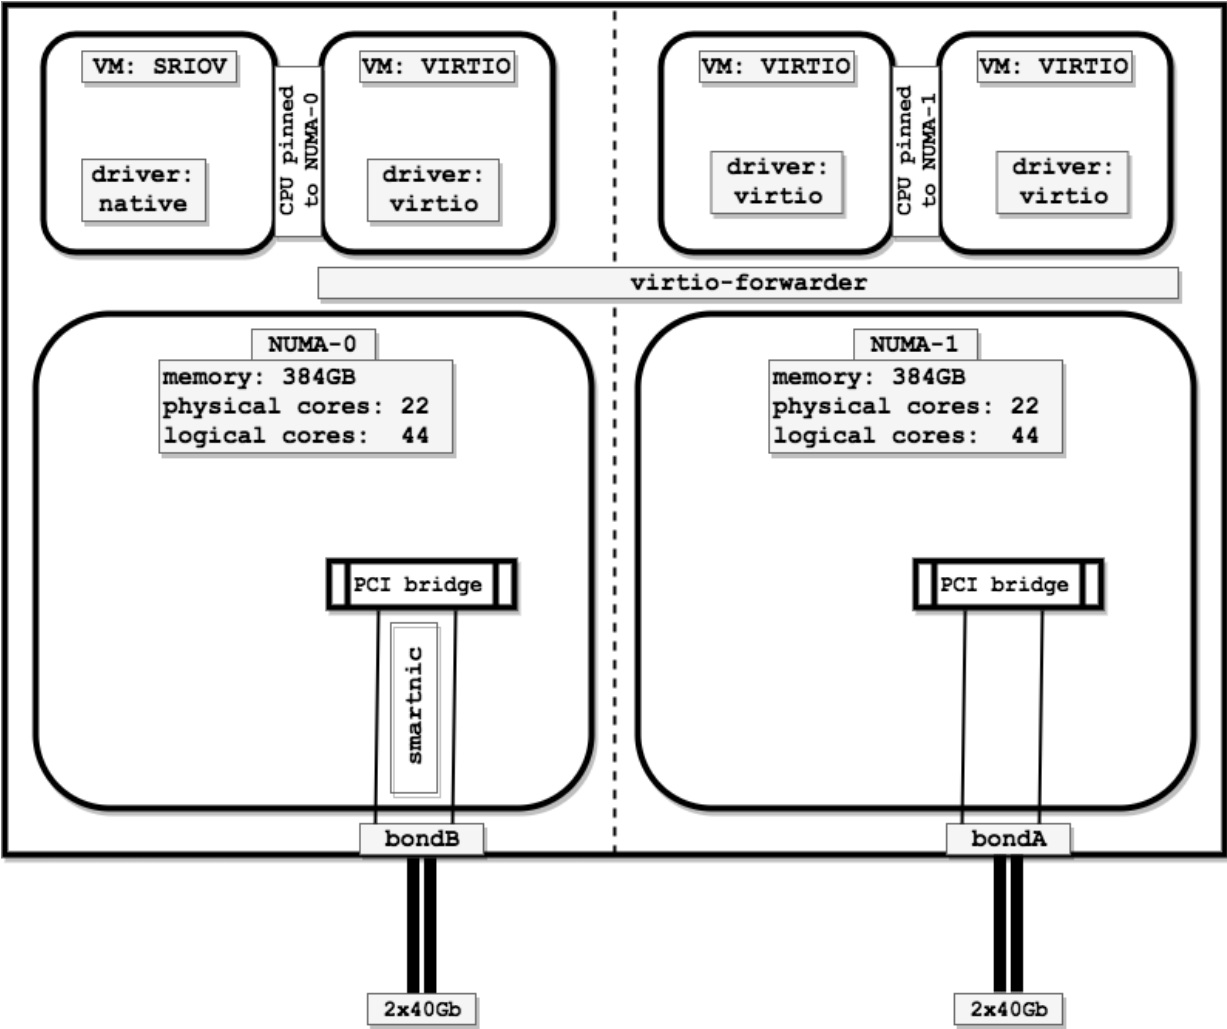 VM: SRIOV
driver:
native
CPU pinned
to NUMA-0
VM: VIRTIO
driver:
virtio
VM: VIRTIO
driver:
virtio
CPU pinned
to NUMA-1
VM: VIRTIO
driver:
virtio
virtio-forwarder
NUMA-0
memory: 384GB
physical cores: 22
logical cores: 44
PCI bridge
smartnic
bondB
2x40Gb
NUMA-1
memory: 384GB
physical cores: 22
logical cores: 44
PCI bridge
bondA
2x40Gb